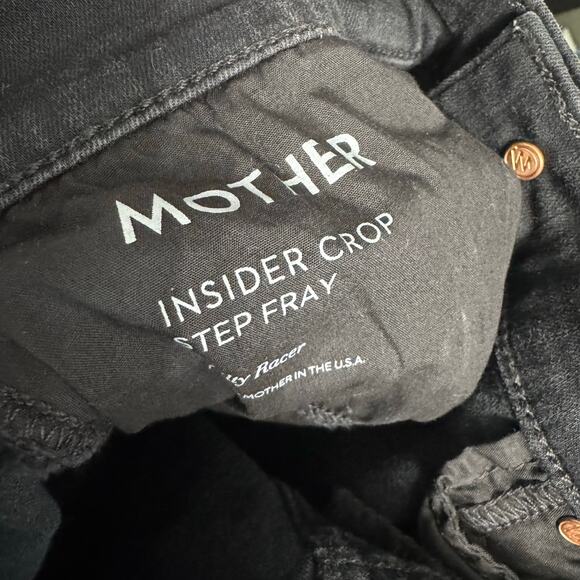 MOTHER
INSIDER CROP
STEP FRAY
Racer
MOTHER IN THE U.S.A.